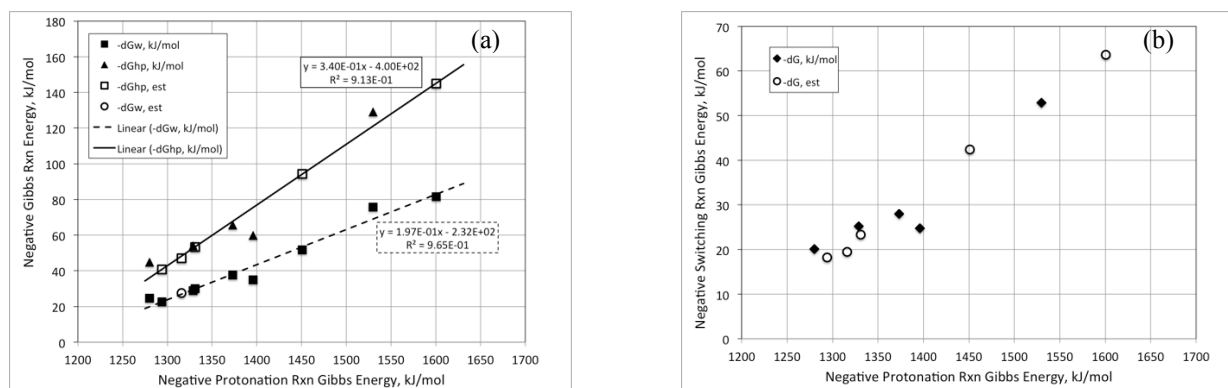 180
160
140
120
100
80
60
40
20
0
Negative Gibbs Rxn Energy, kJ/mol
-dGw, kJ/mol
-dGhp, kJ/mol
-dGhp, est
-dGw, est
Linear (-dGw, kJ/mol)
Linear (-dGhp, kJ/mol)
(a)
y = 3.40E-01x - 4.00E+02
R² = 9.13E-01
y = 1.97E-01x - 2.32E+02
R² = 9.65E-01
1200 1250 1300 1350 1400 1450 1500 1550 1600 1650 1700
Negative Protonation Rxn Gibbs Energy, kJ/mol
70
60
50
40
30
20
10
0
Negative Switching Rxn Gibbs Energy, kJ/mol
-dG, kJ/mol
-dG, est
(b)
1200 1250 1300 1350 1400 1450 1500 1550 1600 1650 1700
Negative Protonation Rxn Gibbs Energy, kJ/mol